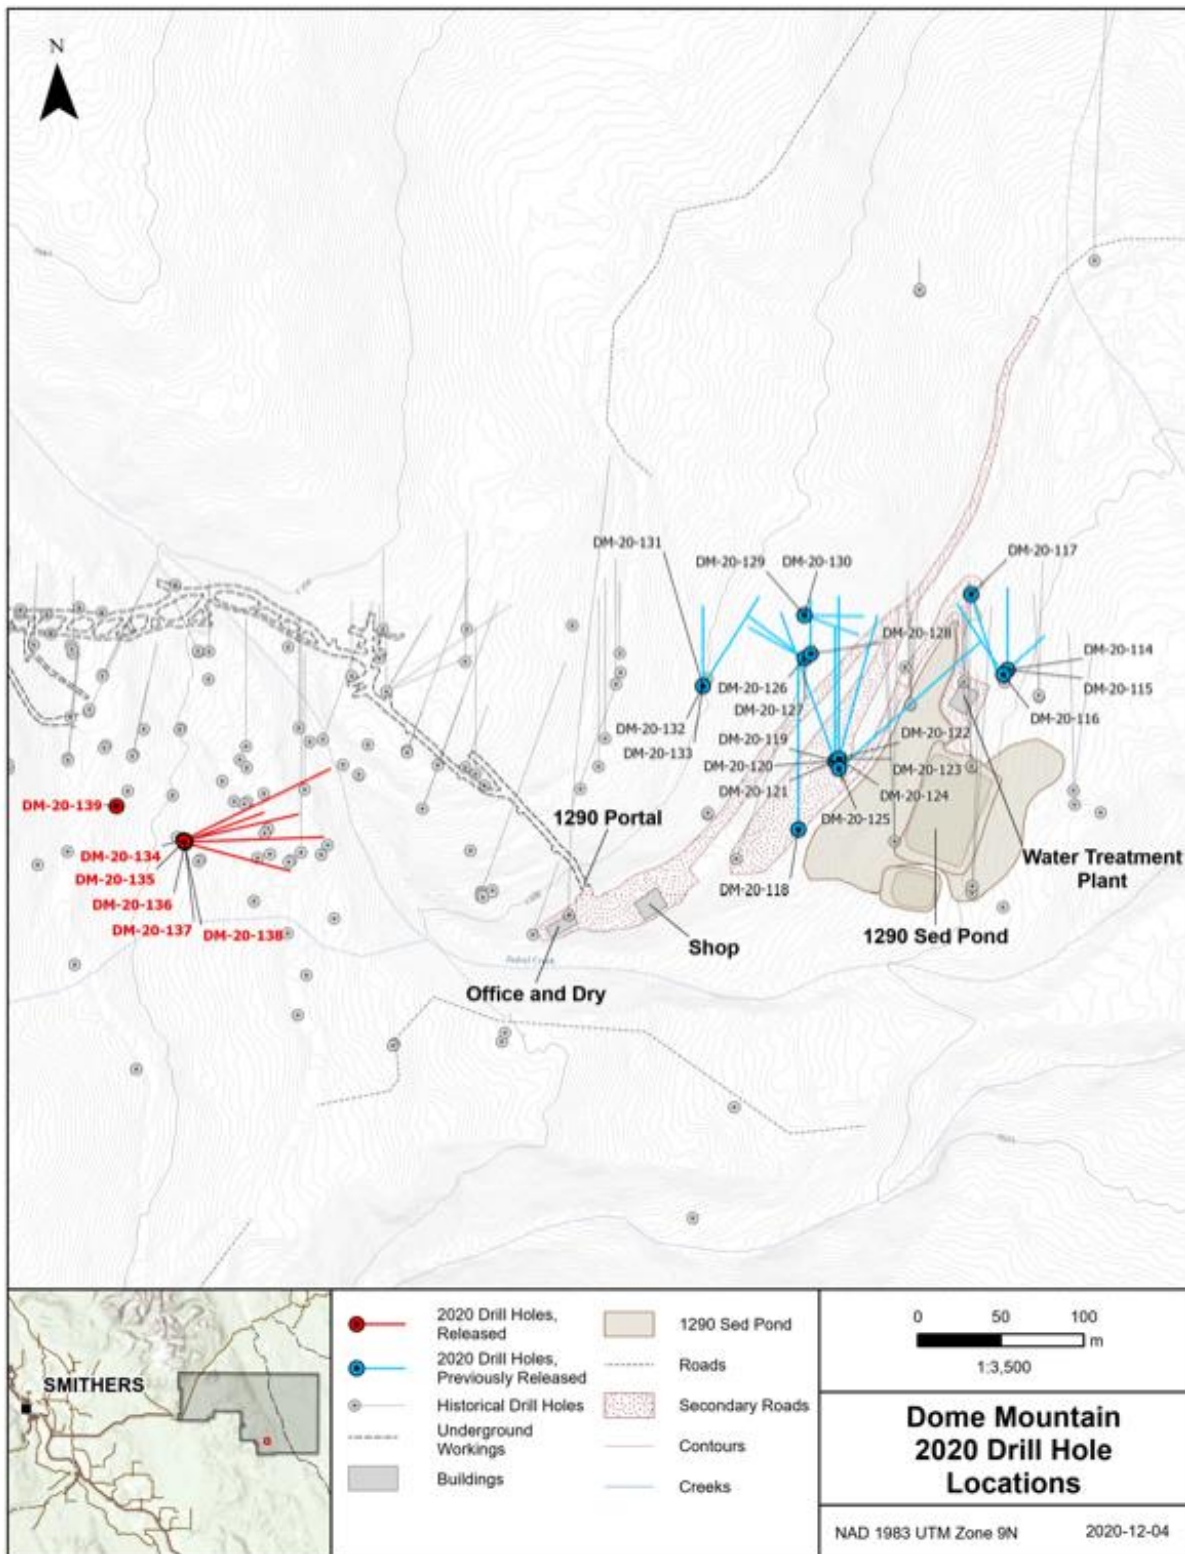 N
DM-20-131
DM-20-129
DM-20-130
DM-20-117
DM-20-128
DM-20-114
DM-20-126
DM-20-115
DM-20-127
DM-20-116
DM-20-132
DM-20-133
DM-20-119
DM-20-122
DM-20-120
DM-20-123
DM-20-121
DM-20-124
DM-20-139
1290 Portal
DM-20-125
DM-20-134
DM-20-135
DM-20-118
Water Treatment
Plant
DM-20-136
DM-20-137
DM-20-138
1290 Sed Pond
Shop
Office and Dry
SMITHERS
2020 Drill Holes,
Released
2020 Drill Holes,
Previously Released
Historical Drill Holes
Underground
Workings
Buildings
1290 Sed Pond
Roads
Secondary Roads
Contours
Creeks
0 50 100
m
1:3,500
Dome Mountain
2020 Drill Hole
Locations
NAD 1983 UTM Zone 9N 2020-12-04